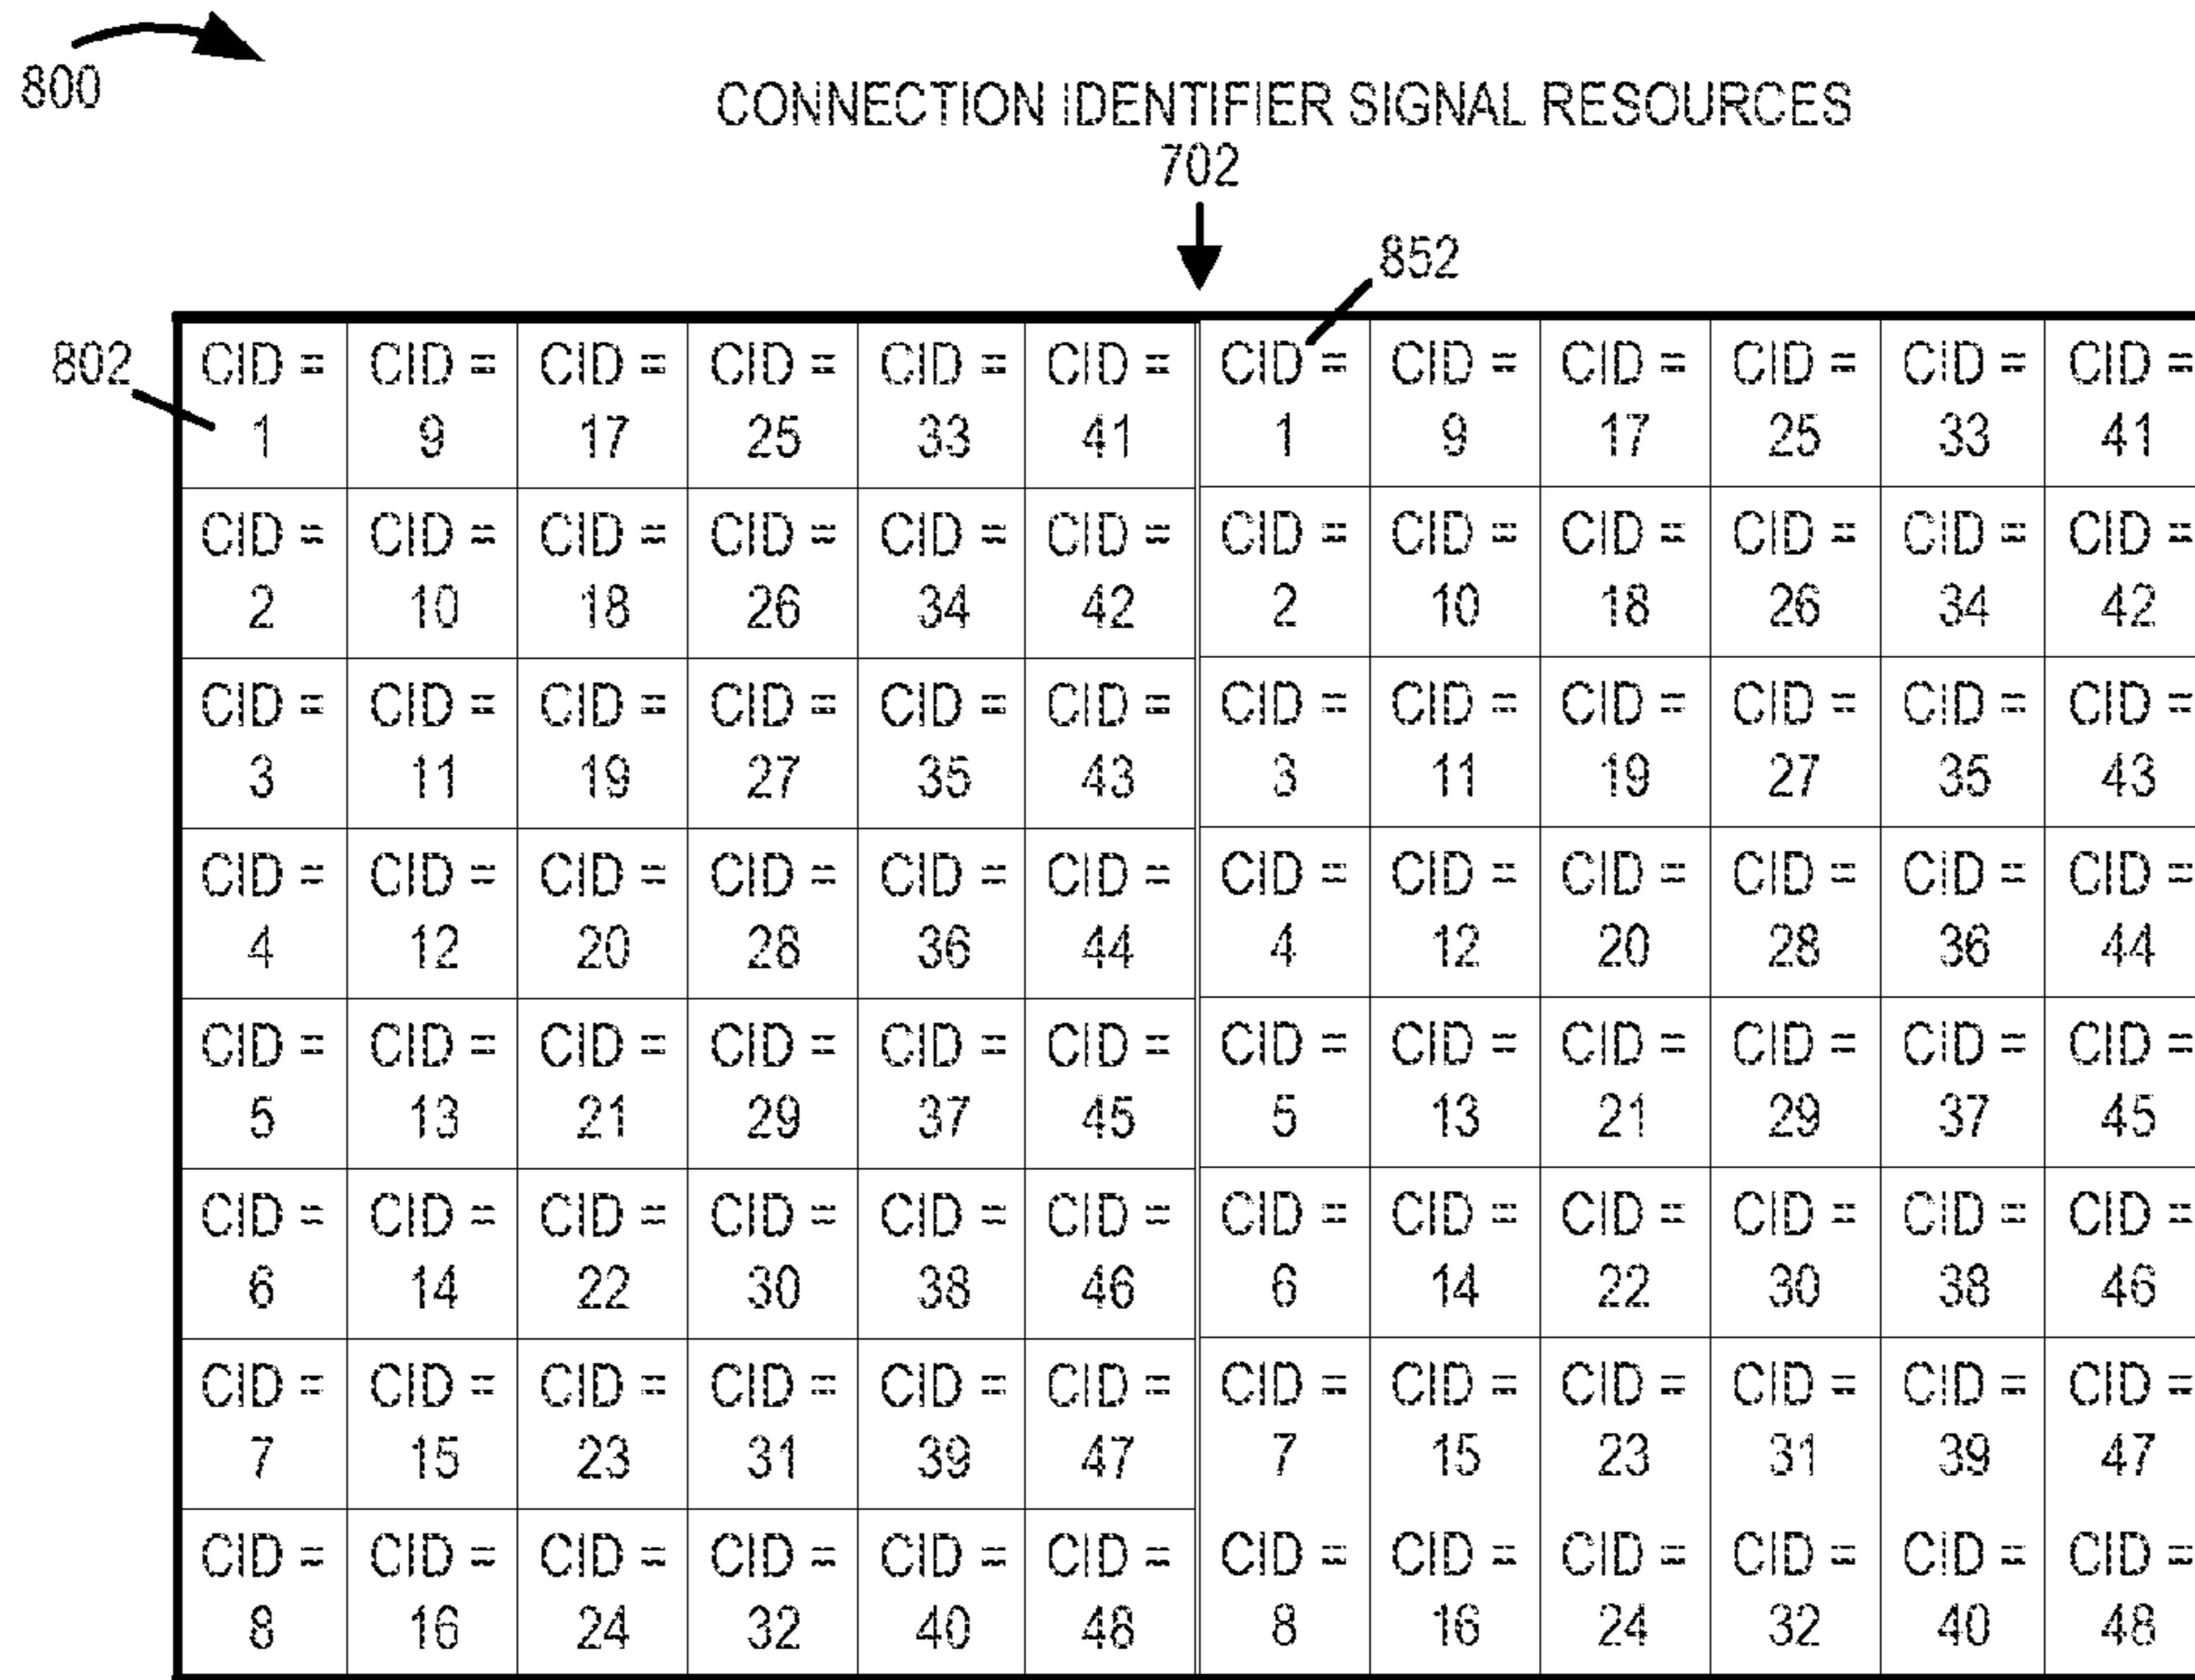 800
CONNECTION IDENTIFIER SIGNAL RESOURCES
702
852
802
CID = CID = CID = CID = CID = CID = CID = CID = CID = CID = CID = CID =
1 9 17 25 33 41 1 9 17 25 33 41
CID = CID = CID = CID = CID = CID = CID = CID = CID = CID = CID = CID =
2 10 18 26 34 42 2 10 18 26 34 42
CID = CID = CID = CID = CID = CID = CID = CID = CID = CID = CID = CID =
3 11 19 27 35 43 3 11 19 27 35 43
CID = CID = CID = CID = CID = CID = CID = CID = CID = CID = CID = CID =
4 12 20 28 36 44 4 12 20 28 36 44
CID = CID = CID = CID = CID = CID = CID = CID = CID = CID = CID = CID =
5 13 21 29 37 45 5 13 21 29 37 45
CID = CID = CID = CID = CID = CID = CID = CID = CID = CID = CID = CID =
6 14 22 30 38 46 6 14 22 30 38 46
CID = CID = CID = CID = CID = CID = CID = CID = CID = CID = CID = CID =
7 15 23 31 39 47 7 15 23 31 39 47
CID = CID = CID = CID = CID = CID = CID = CID = CID = CID = CID = CID =
8 16 24 32 40 48 8 16 24 32 40 48